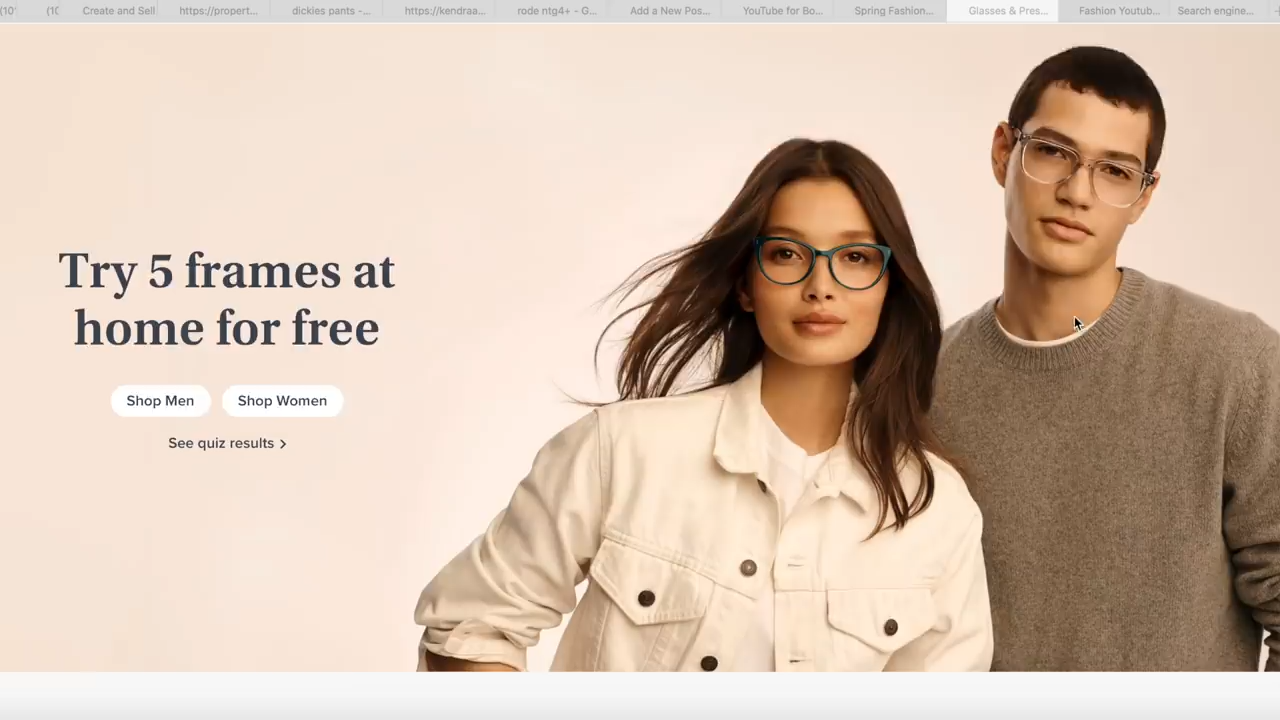 (10
(1(
Create and Sell
https://propert...
dickies pants -...
https://kendraa...
rode ntg4+ - G...
Add a New Pos...
YouTube for Bo...
Spring Fashion...
Glasses & Pres...
Fashion Youtub...
Search engine...
Try 5 frames at
home for free
Shop Men
Shop Women
See quiz results